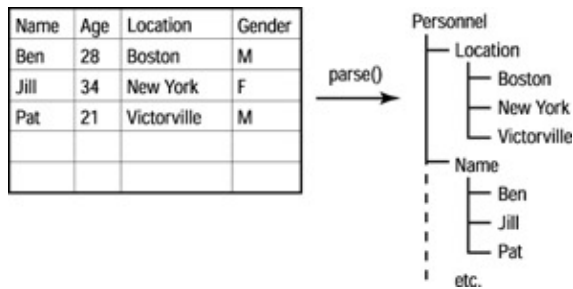 Name Age Location Gender
Ben 28 Boston M
Jill 34 New York F
Pat 21 Victorville M
parse()
Personnel
Location
Boston
New York
Victorville
Name
Ben
Jill
Pat
etc.